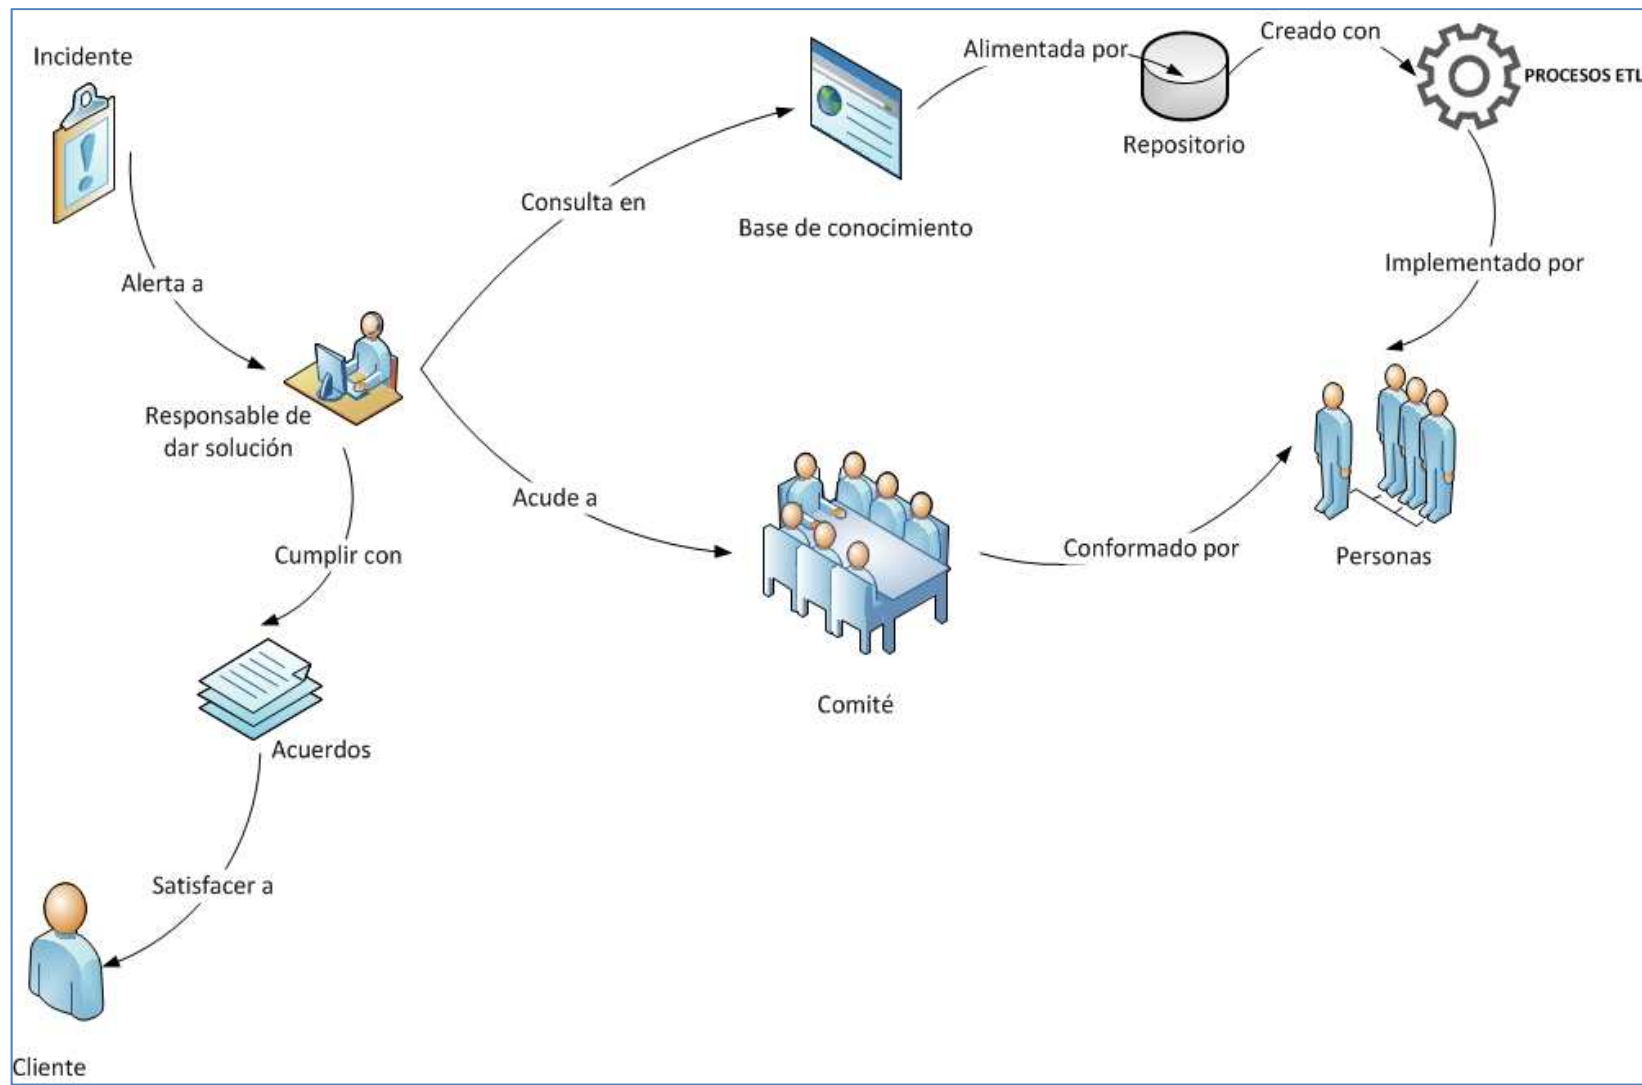 Incidente
Alerta a
Responsable de
dar solución
Consulta en
Base de conocimiento
Alimentada por
Repositorio
Creado con
PROCESOS ETL
Implementado por
Personas
Acude a
Comité
Conformado por
Cumplir con
Acuerdos
Satisfacer a
Cliente